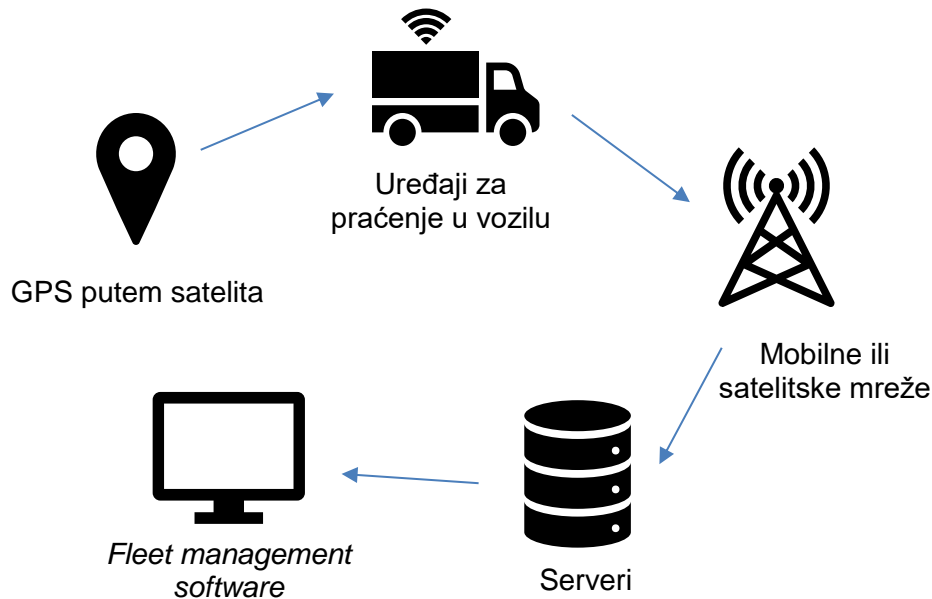 Uređaji za
praćenje u vozilu
GPS putem satelita
Mobilne ili
satelitske mreže
Fleet management
software
Serveri